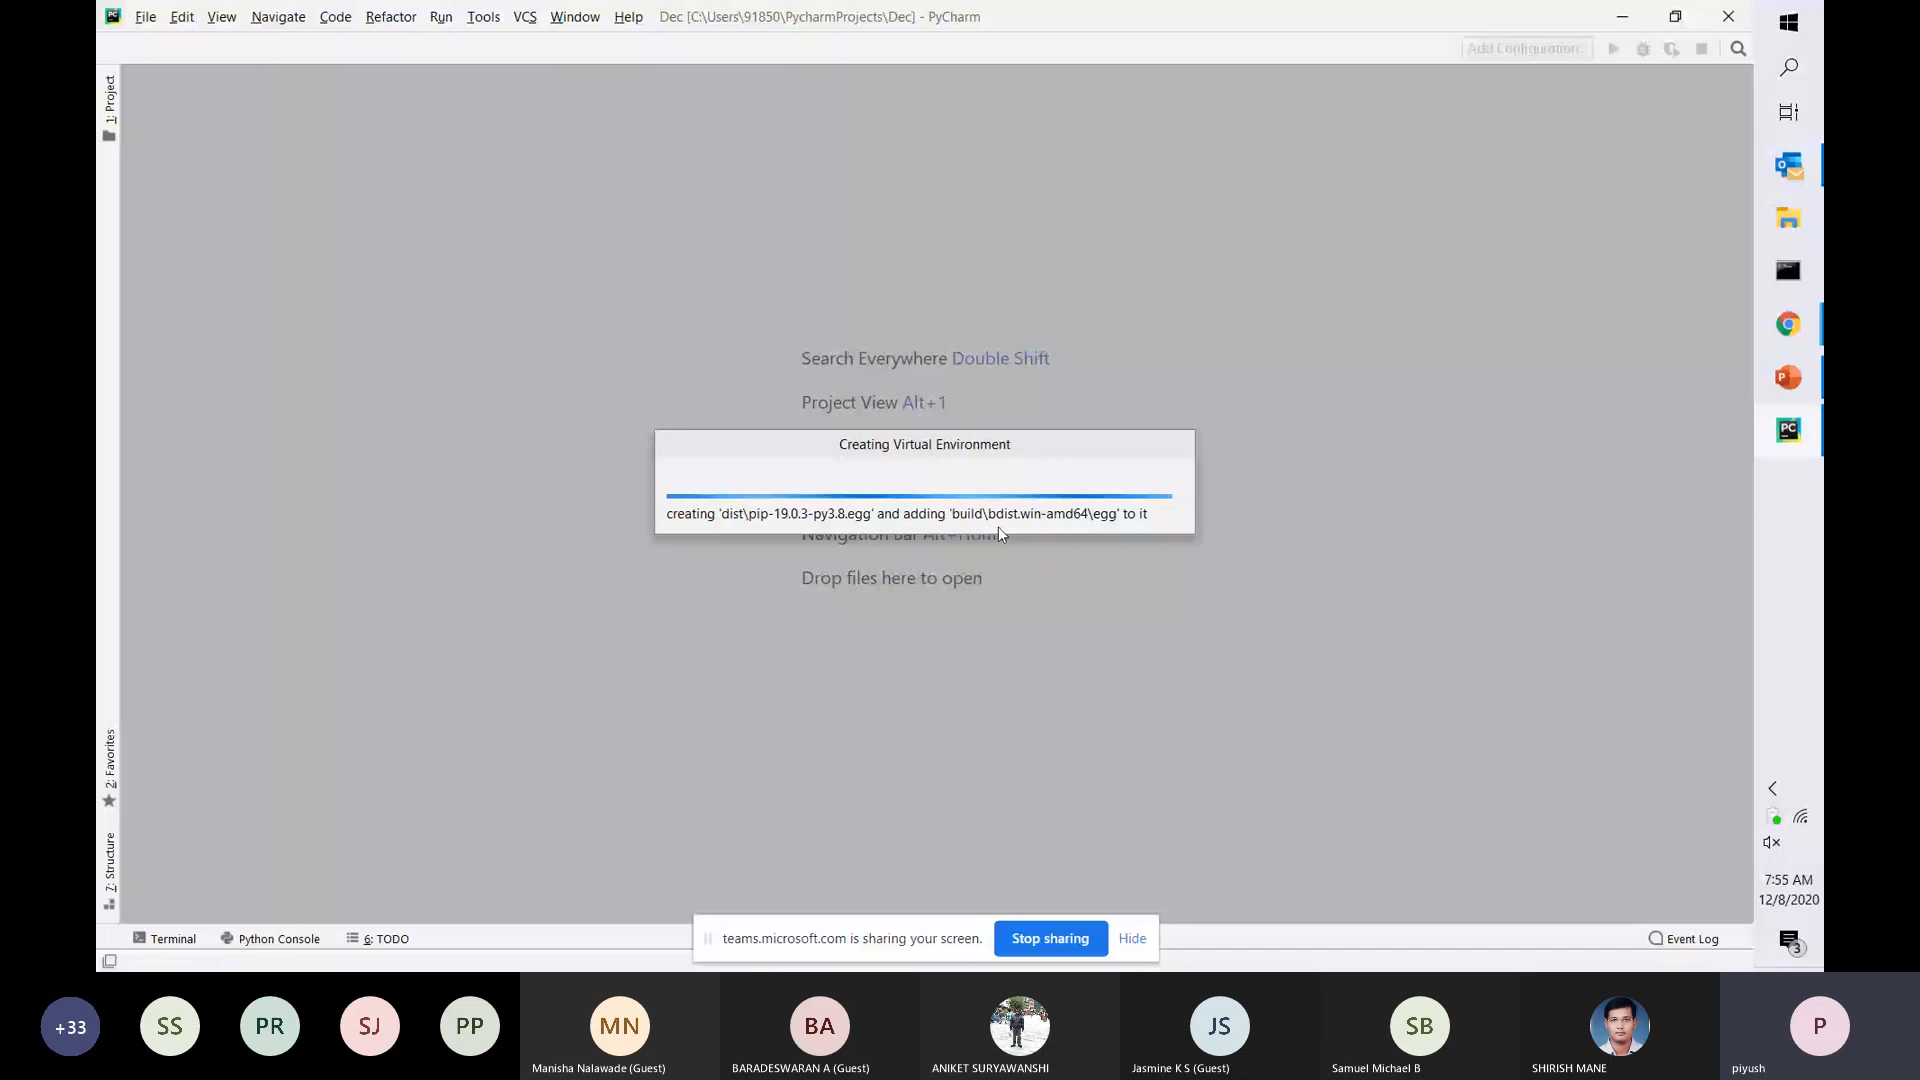 File Edit View Navigate Code Refactor Run Tools VCS Window Help Dec [C:\Users\91850\PycharmProjects\Dec] - PyCharm
Add Configuration...
1: Project
Search Everywhere Double Shift
Project View Alt+1
Creating Virtual Environment
creating 'dist\pip-19.0.3-py3.8.egg' and adding 'build\bdist.win-amd64\egg' to it
Navigation Bar Alt+Home
Drop files here to open
2: Favorites
7: Structure
7:55 AM
12/8/2020
3
Terminal Python Console 6: TODO
teams.microsoft.com is sharing your screen. Stop sharing Hide
Event Log
+33 SS PR SJ PP MN BA JS SB P
Manisha Nalawade (Guest) BARADESWARAN A (Guest) ANIKET SURYAWANSHI Jasmine K S (Guest) Samuel Michael B SHIRISH MANE piyush